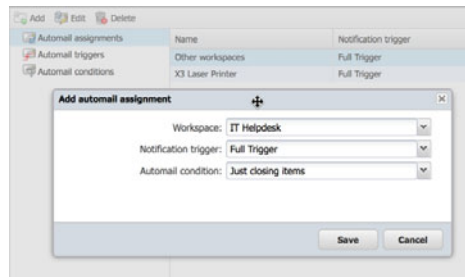 Add Edit Delete
Automail assignments
Automail triggers
Automail conditions
Name Notification trigger
Other workspaces Full Trigger
X3 Laser Printer Full Trigger
Add automail assignment
Workspace: IT Helpdesk
Notification trigger: Full Trigger
Automail condition: Just closing items
Save Cancel